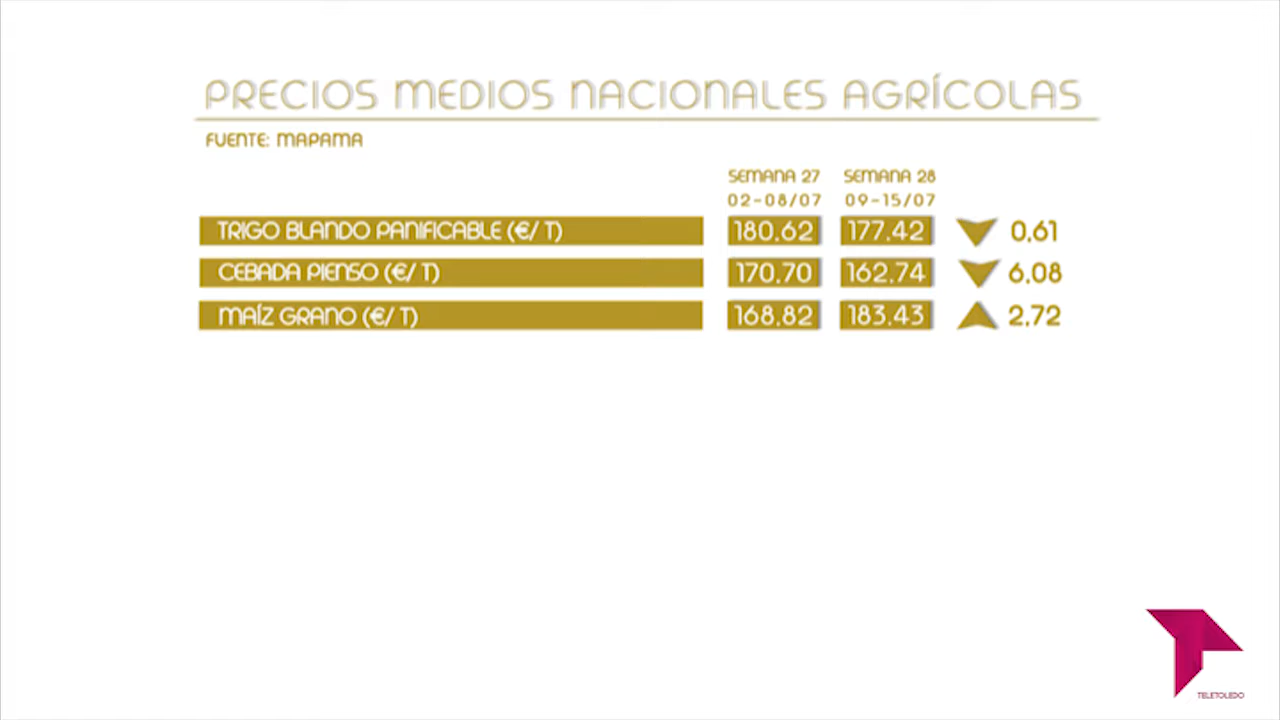 PRECIOS MEDIOS NACIONALES AGRÍCOLAS
FUENTE: MAPAMA
SEMANA 27 SEMANA 28
02-08/07 09-15/07
TRIGO BLANDO PANIFICABLE (€/ T) 180,62 177,42 0,61
CEBADA PIENSO (€/ T) 170,70 162,74 6,08
MAÍZ GRANO (€/ T) 168,82 183,43 2,72
TELETOLEDO